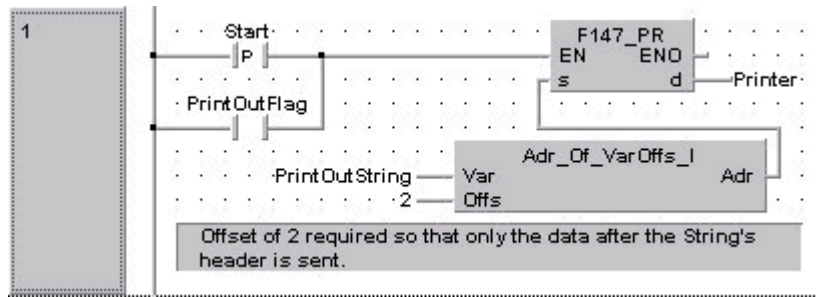 1
Start
P
F147_PR
EN ENO
s d
Printer
PrintOutFlag
Adr_Of_VarOffs_I
PrintOutString Var Adr
2 Offs
Offset of 2 required so that only the data after the String's
header is sent.